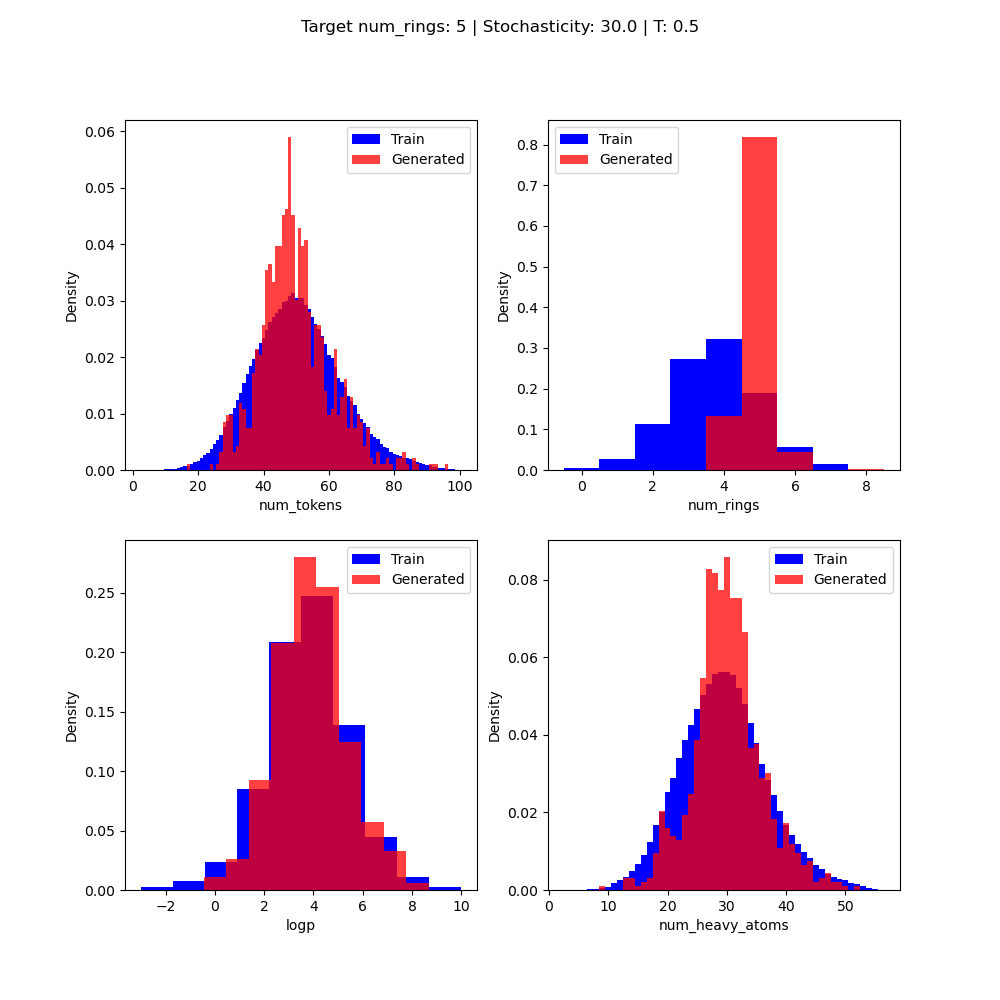 Target num_rings: 5 | Stochasticity: 30.0 | T: 0.5
Train
Generated
Density
0.06
0.05
0.04
0.03
0.02
0.01
0.00
0 20 40 60 80 100
num_tokens
Train
Generated
Density
0.8
0.7
0.6
0.5
0.4
0.3
0.2
0.1
0.0
0 2 4 6 8
num_rings
Train
Generated
Density
0.25
0.20
0.15
0.10
0.05
0.00
−2 0 2 4 6 8 10
logp
Train
Generated
Density
0.08
0.06
0.04
0.02
0.00
0 10 20 30 40 50
num_heavy_atoms